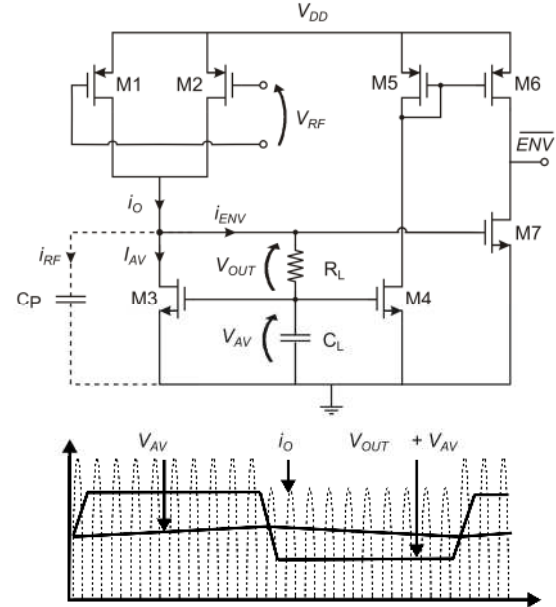 V_DD
M1
M2
M5
M6
V_RF
ENV
i_O
i_ENV
M7
i_RF
I_AV
V_OUT
R_L
C_P
M3
M4
V_AV
C_L
V_AV
i_O
V_OUT + V_AV